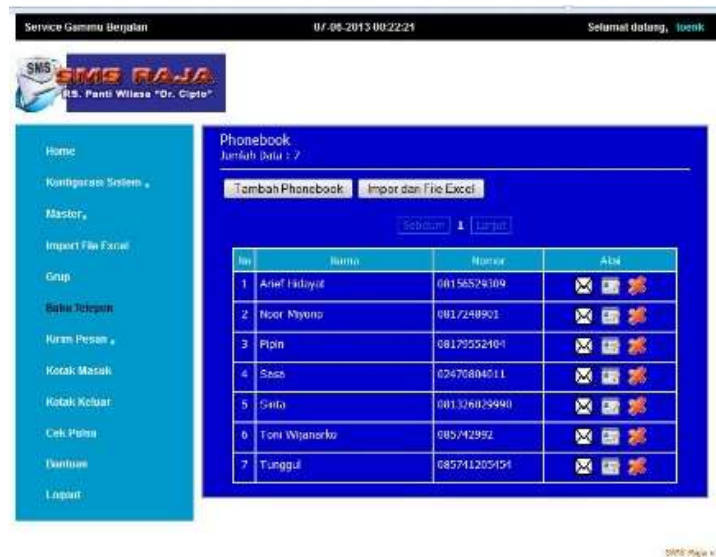 Service Gammu Berjalan 07-06-2013 00:22:21 Selamat datang, toenk
SMS
SMS RAJA
RS. Panti Wilasa "Dr. Cipto"
Home
Konfigurasi Sistem
Master
Import File Excel
Grup
Buku Telepon
Kirim Pesan
Kotak Masuk
Kotak Keluar
Cek Pulsa
Bantuan
Logout
Phonebook
Jumlah Data : 7
Tambah Phonebook Impor dari File Excel
Sebelum 1 Lanjut
No Nama Nomor Aksi
1 Arief Hidayat 08156529309
2 Noor Miyono 0817248901
3 Pipin 08179552404
4 Sasa 02470804011
5 Sinta 081326029990
6 Toni Wijanarko 085742992
7 Tunggul 085741205454
SMS Raja